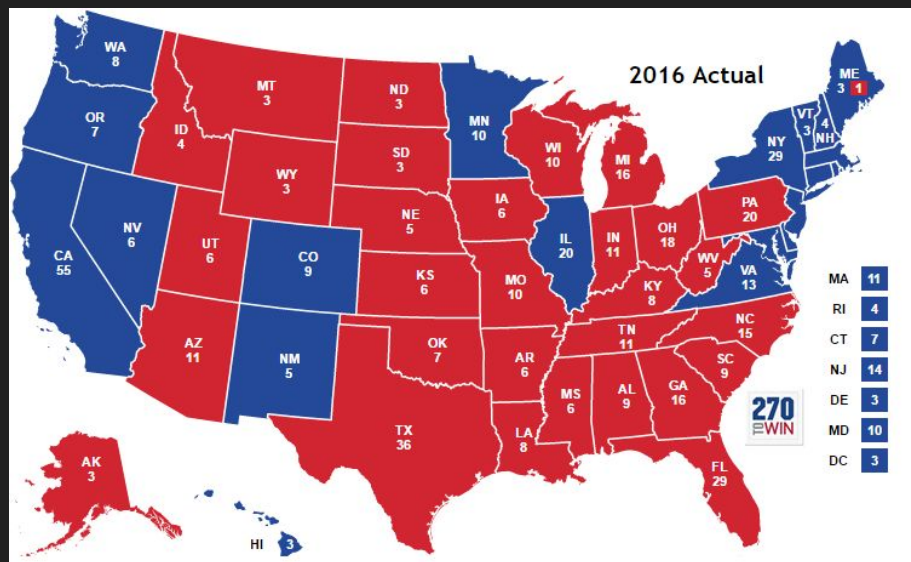 2016 Actual
WA
8
OR
7
CA
55
NV
6
ID
4
MT
3
WY
3
UT
6
AZ
11
CO
9
NM
5
ND
3
SD
3
NE
5
KS
6
OK
7
TX
36
MN
10
IA
6
MO
10
AR
6
LA
8
WI
10
IL
20
MI
16
IN
11
OH
18
KY
8
TN
11
MS
6
AL
9
GA
16
FL
29
SC
9
NC
15
VA
13
WV
5
PA
20
NY
29
VT
3
4
NH
ME
3 1
AK
3
HI 3
MA 11
RI 4
CT 7
NJ 14
DE 3
MD 10
DC 3
270
TO WIN